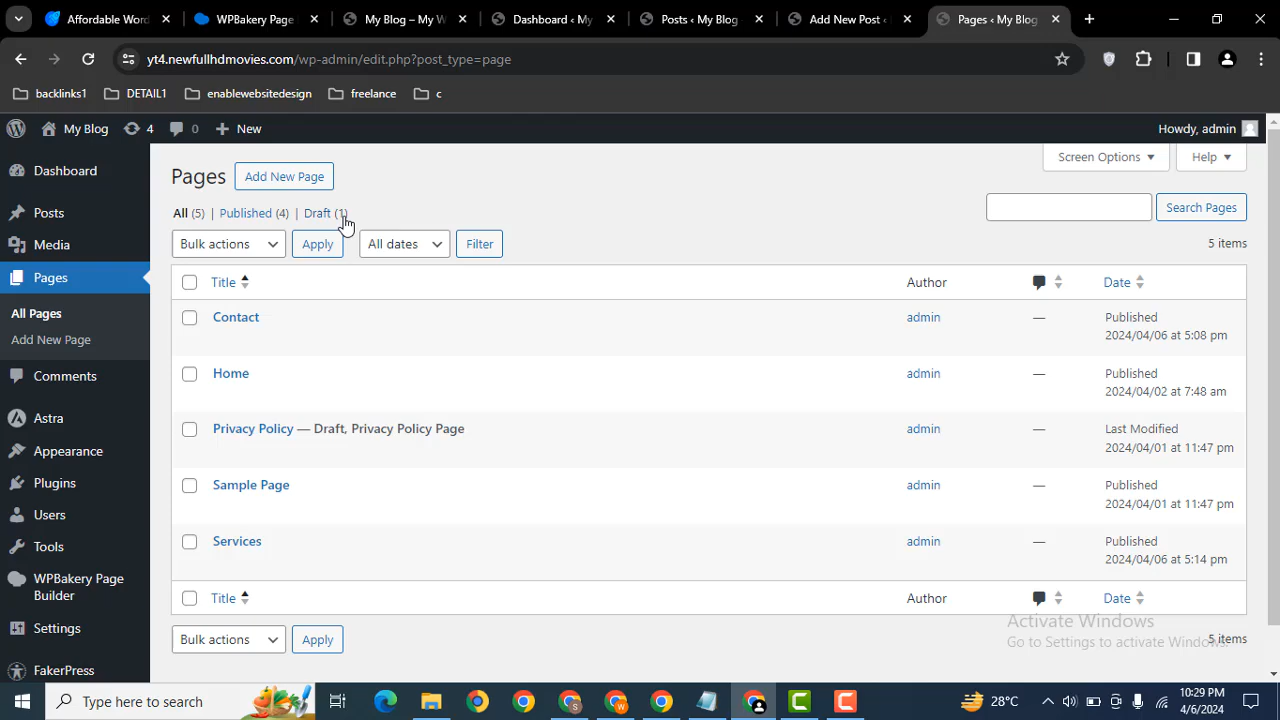 Affordable Word
WPBakery Page
My Blog – My W
Dashboard ‹ My
Posts ‹ My Blog
Add New Post ‹
Pages ‹ My Blog
yt4.newfullhdmovies.com/wp-admin/edit.php?post_type=page
backlinks1
DETAIL1
enablewebsitedesign
freelance
c
My Blog
4
0
New
Howdy, admin
Dashboard
Posts
Media
Pages
All Pages
Add New Page
Comments
Astra
Appearance
Plugins
Users
Tools
WPBakery Page
Builder
Settings
FakerPress
Pages
Add New Page
Screen Options
Help
All (5) | Published (4) | Draft (1)
Search Pages
Bulk actions
Apply
All dates
Filter
5 items
Title
Author
Date
Contact
admin
—
Published
2024/04/06 at 5:08 pm
Home
admin
—
Published
2024/04/02 at 7:48 am
Privacy Policy — Draft, Privacy Policy Page
admin
—
Last Modified
2024/04/01 at 11:47 pm
Sample Page
admin
—
Published
2024/04/01 at 11:47 pm
Services
admin
—
Published
2024/04/06 at 5:14 pm
Title
Author
Date
Activate Windows
Go to Settings to activate Windows.
Bulk actions
Apply
5 items
Type here to search
28°C
10:29 PM
4/6/2024